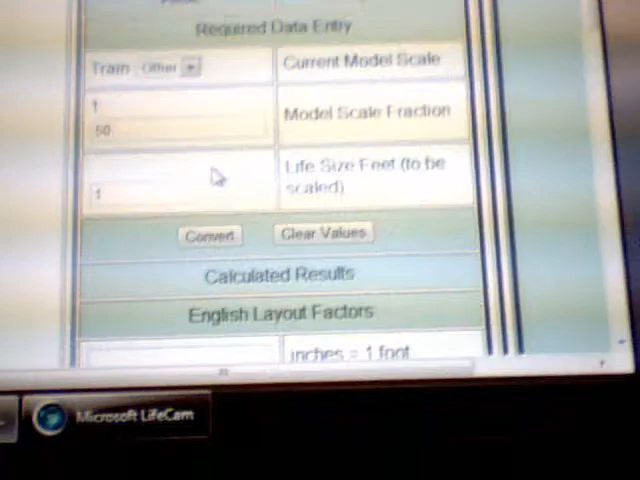 Required Data Entry
Train Other
Current Model Scale
1
50
Model Scale Fraction
1
Life Size Feet (to be
scaled)
Convert
Clear Values
Calculated Results
English Layout Factors
inches = 1 foot
Microsoft LifeCam